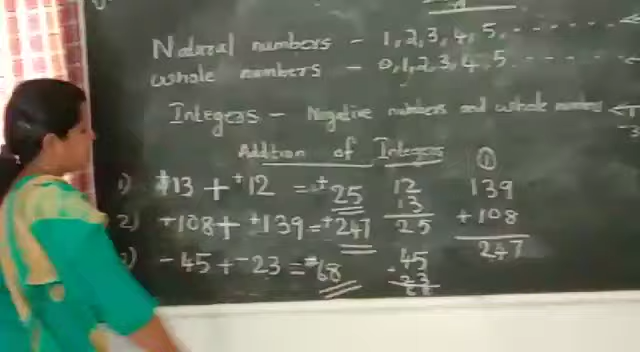 Natural numbers - 1, 2, 3, 4, 5, .......
Whole numbers - 0, 1, 2, 3, 4, 5. ......
Integers - Negative numbers and whole numbers
Addition of Integers
1) +13 + +12 = +25
12
13
25
①
139
+108
247
2) +108 + +139 = +247
) -45 + -23 = -68
45
23
68